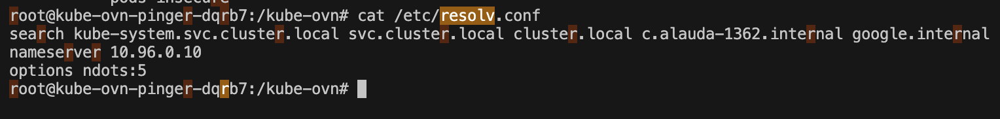 pods insecure
root@kube-ovn-pinger-dqrb7:/kube-ovn# cat /etc/resolv.conf
search kube-system.svc.cluster.local svc.cluster.local cluster.local c.alauda-1362.internal google.internal
nameserver 10.96.0.10
options ndots:5
root@kube-ovn-pinger-dqrb7:/kube-ovn#